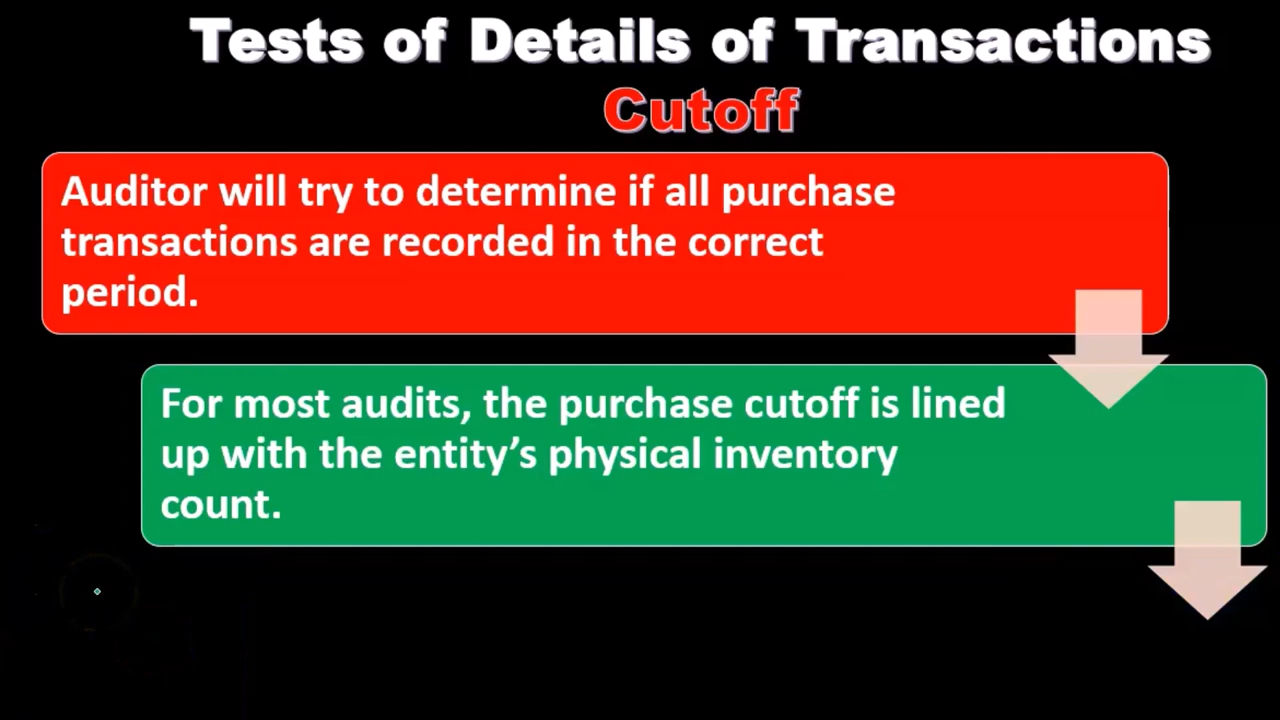 Tests of Details of Transactions
Cutoff
Auditor will try to determine if all purchase
transactions are recorded in the correct
period.
For most audits, the purchase cutoff is lined
up with the entity’s physical inventory
count.